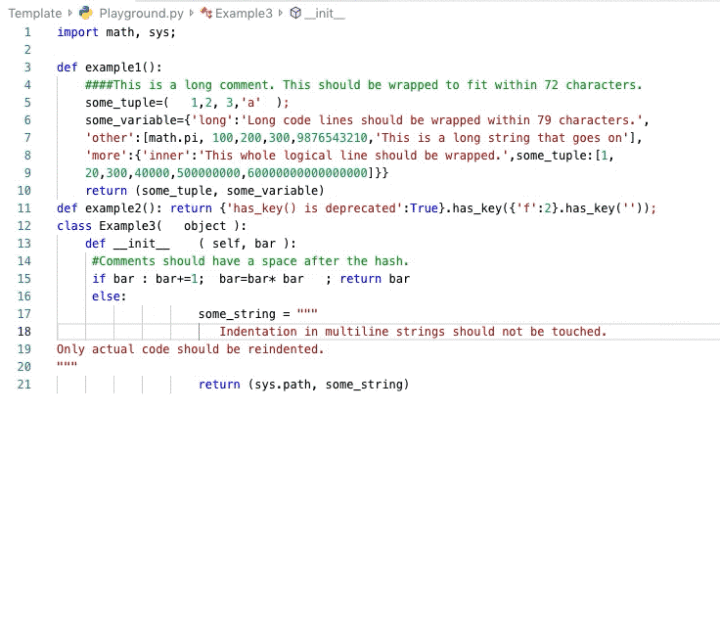 Template Playground.py Example3 __init__
1 import math, sys;
2
3 def example1():
4     ####This is a long comment. This should be wrapped to fit within 72 characters.
5     some_tuple=(   1,2, 3,'a'  );
6     some_variable={'long':'Long code lines should be wrapped within 79 characters.',
7     'other':[math.pi, 100,200,300,9876543210,'This is a long string that goes on'],
8     'more':{'inner':'This whole logical line should be wrapped.',some_tuple:[1,
9     20,300,40000,500000000,60000000000000000]}}
10     return (some_tuple, some_variable)
11 def example2(): return {'has_key() is deprecated':True}.has_key({'f':2}.has_key(''));
12 class Example3(   object ):
13     def __init__    ( self, bar ):
14      #Comments should have a space after the hash.
15      if bar : bar+=1;  bar=bar* bar   ; return bar
16      else:
17                     some_string = """
18                        Indentation in multiline strings should not be touched.
19 Only actual code should be reindented.
20 """
21                     return (sys.path, some_string)